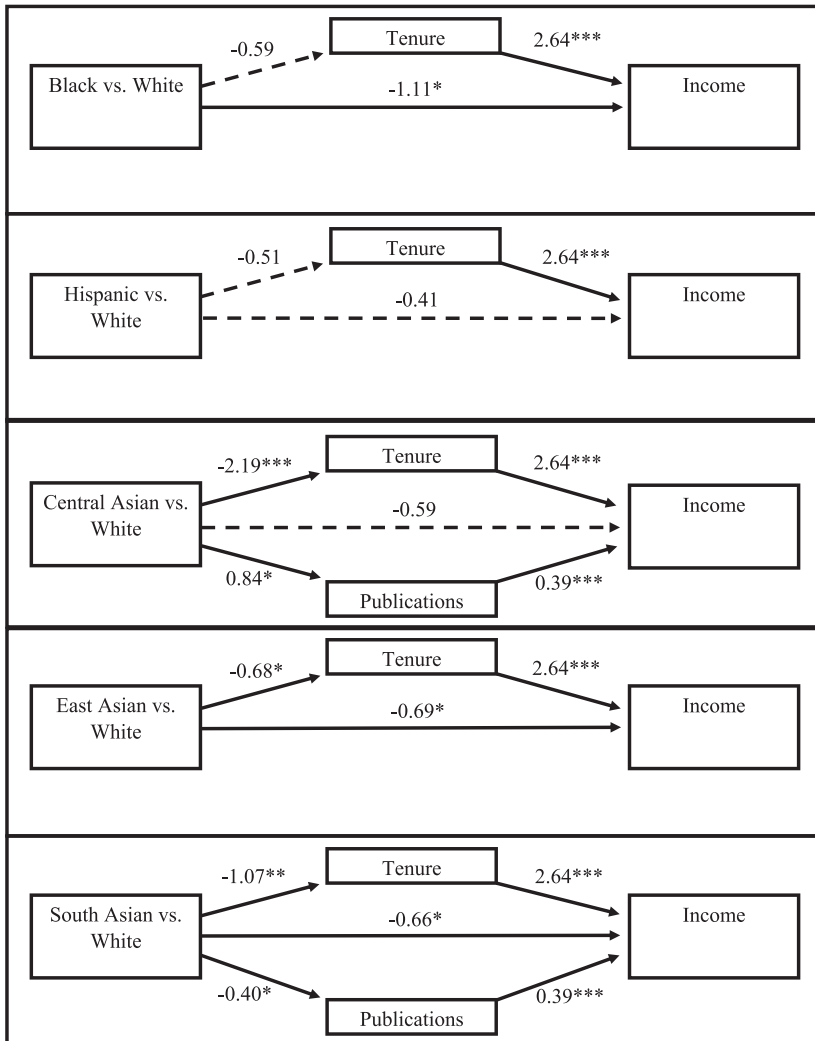 -0.59
Tenure
2.64***
Black vs. White
-1.11*
Income
-0.51
Tenure
2.64***
Hispanic vs.
White
-0.41
Income
-2.19***
Tenure
2.64***
Central Asian vs.
White
-0.59
Income
0.84*
Publications
0.39***
-0.68*
Tenure
2.64***
East Asian vs.
White
-0.69*
Income
-1.07**
Tenure
2.64***
South Asian vs.
White
-0.66*
Income
-0.40*
Publications
0.39***